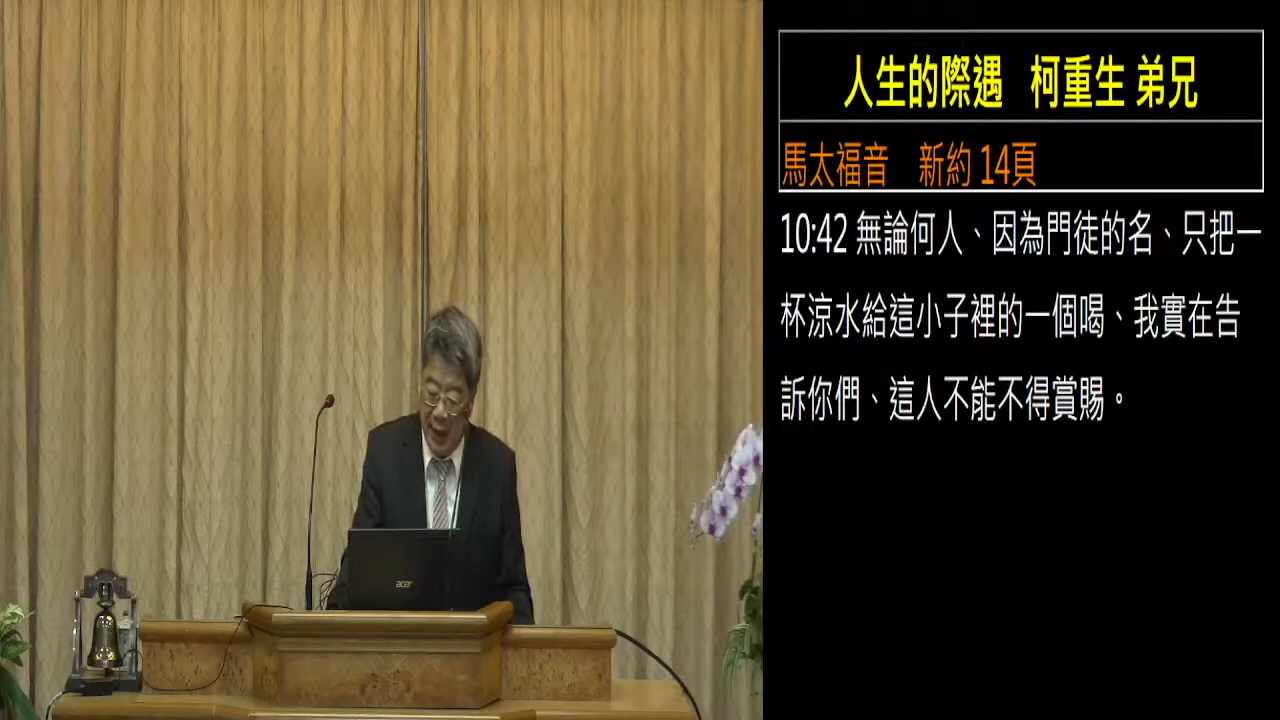 人生的際遇 柯重生 弟兄
馬太福音 新約 14頁
10:42 無論何人、因為門徒的名、只把一
杯涼水給這小子裡的一個喝、我實在告
訴你們、這人不能不得賞賜。
acer